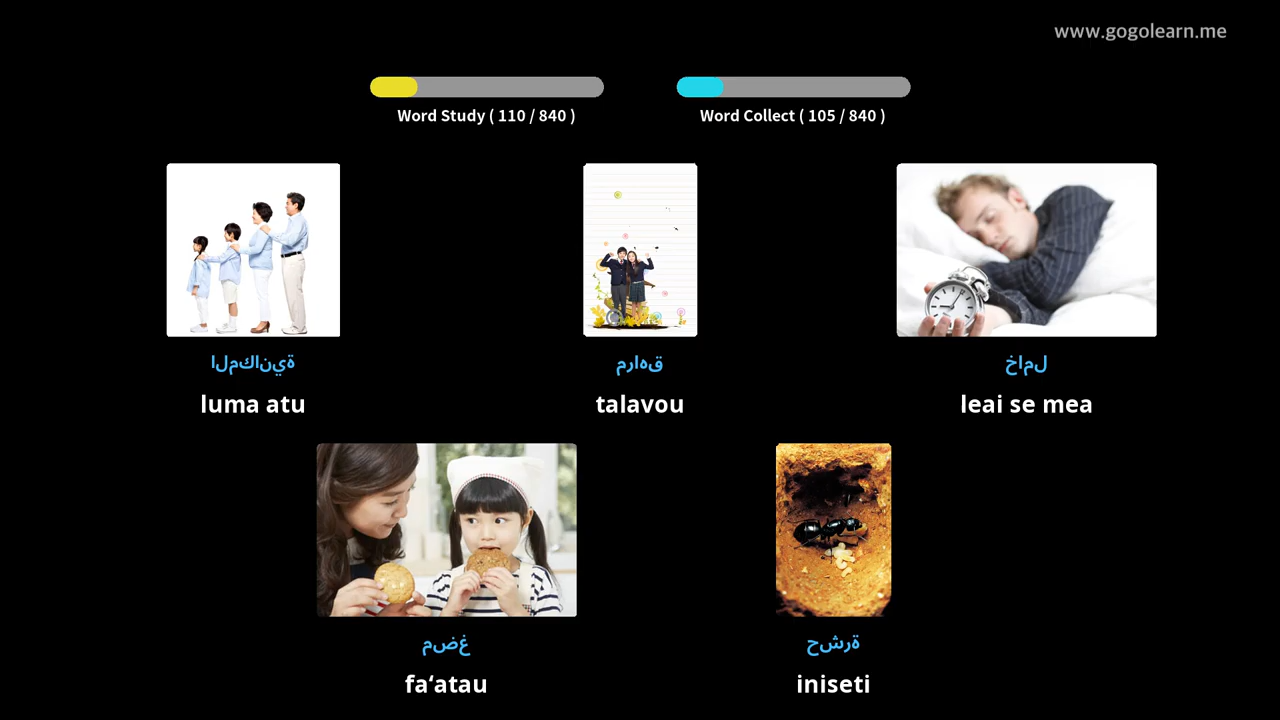 www.gogolearn.me
Word Study ( 110 / 840 )
Word Collect ( 105 / 840 )
المكانية
luma atu
مراهق
talavou
خامل
leai se mea
مضغ
fa‘atau
حشرة
iniseti